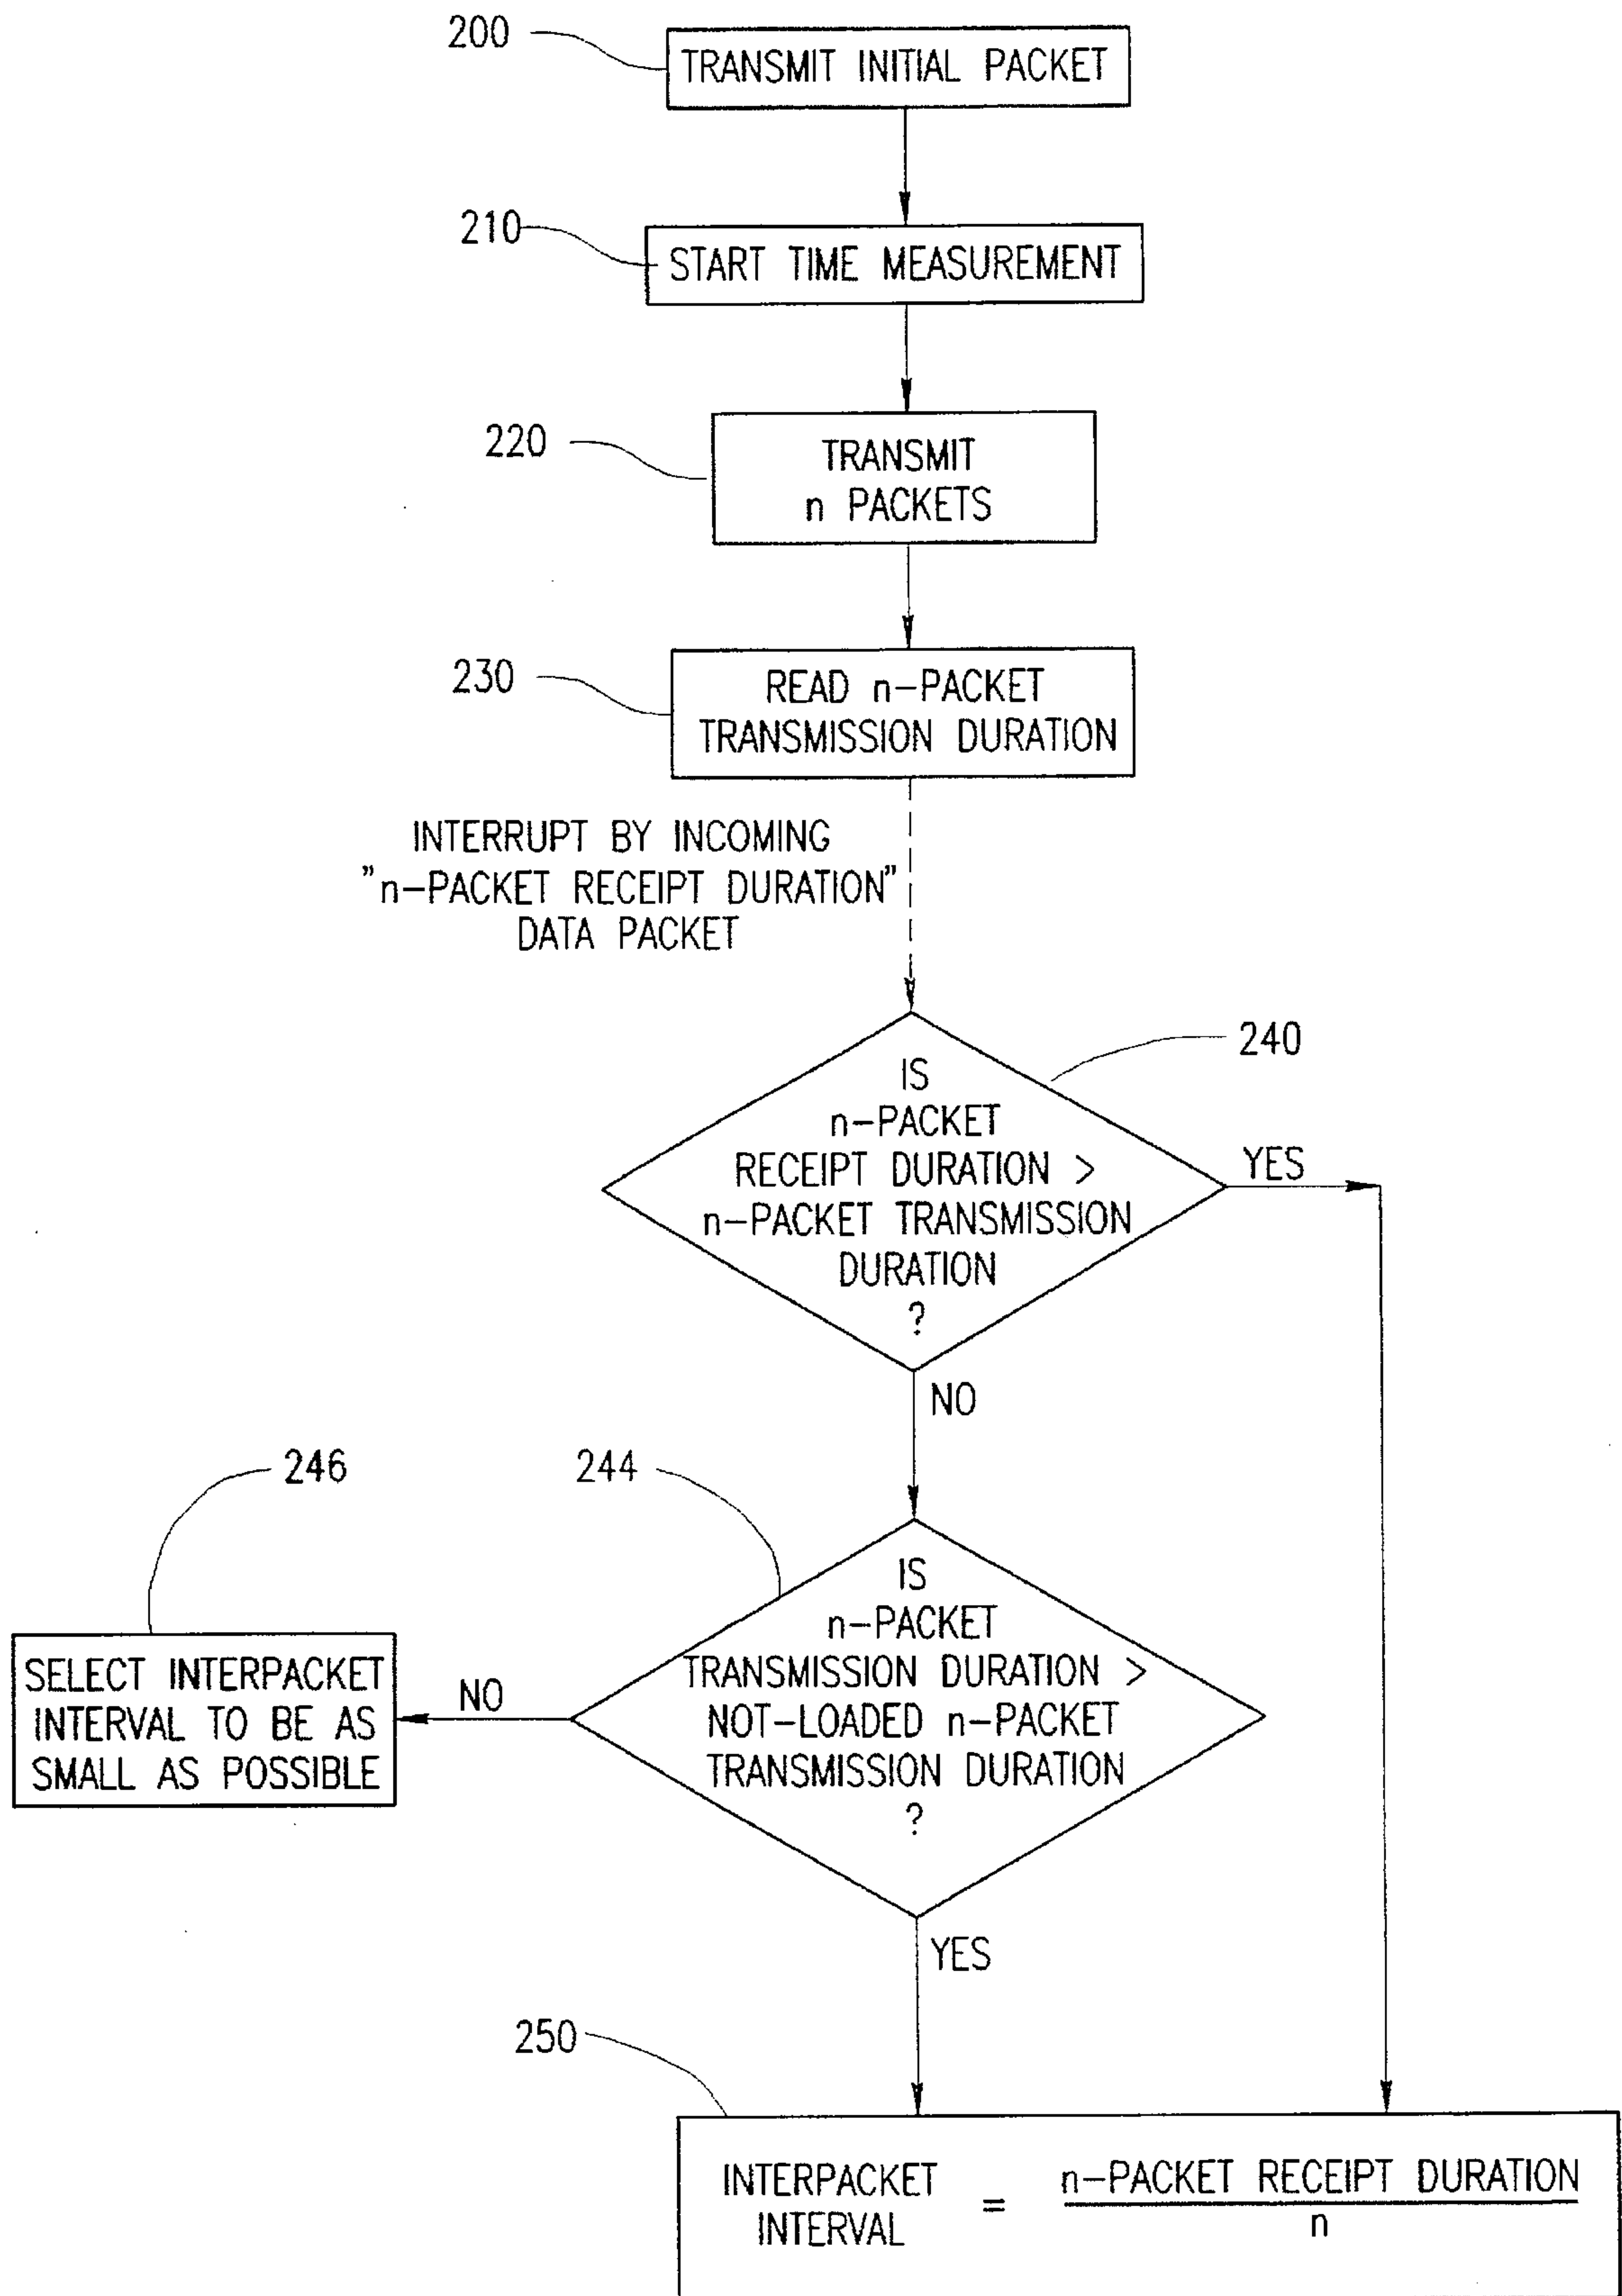 200
TRANSMIT INITIAL PACKET
210
START TIME MEASUREMENT
220
TRANSMIT
n PACKETS
230
READ n-PACKET
TRANSMISSION DURATION
INTERRUPT BY INCOMING
"n-PACKET RECEIPT DURATION"
DATA PACKET
240
IS
n-PACKET
RECEIPT DURATION >
n-PACKET TRANSMISSION
DURATION
?
YES
NO
246
244
IS
n-PACKET
TRANSMISSION DURATION >
NOT-LOADED n-PACKET
TRANSMISSION DURATION
?
NO
SELECT INTERPACKET
INTERVAL TO BE AS
SMALL AS POSSIBLE
YES
250
INTERPACKET
INTERVAL
=
n-PACKET RECEIPT DURATION
n